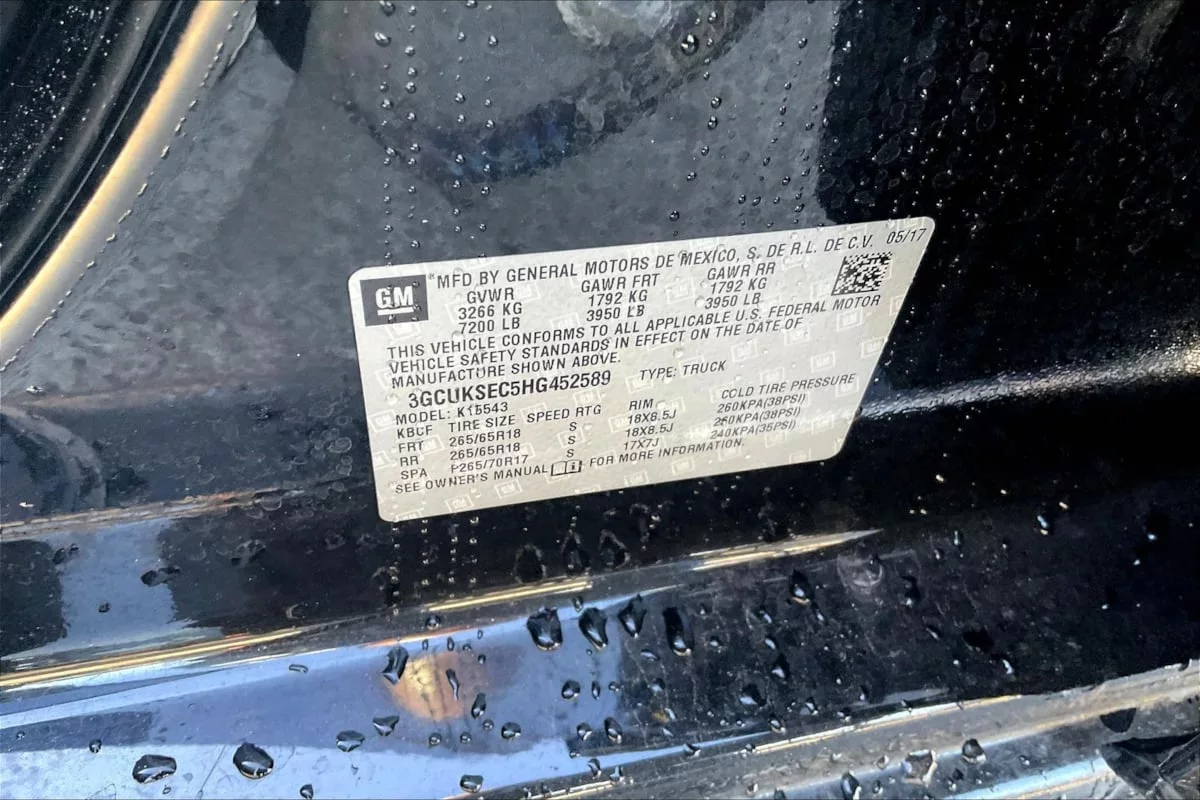 GM
MFD BY GENERAL MOTORS DE MEXICO, S. DE R.L. DE C.V. 05/17
GVWR GAWR FRT GAWR RR
3266 KG 1792 KG 1792 KG
7200 LB 3950 LB 3950 LB
THIS VEHICLE CONFORMS TO ALL APPLICABLE U.S. FEDERAL MOTOR
VEHICLE SAFETY STANDARDS IN EFFECT ON THE DATE OF
MANUFACTURE SHOWN ABOVE.
3GCUKSEC5HG452589 TYPE: TRUCK
MODEL: K15543
KBCF TIRE SIZE SPEED RTG RIM COLD TIRE PRESSURE
FRT 265/65R18 S 18X8.5J 260KPA(38PSI)
RR 265/65R18 S 18X8.5J 260KPA(38PSI)
SPA P265/70R17 S 17X7J 240KPA(35PSI)
SEE OWNER'S MANUAL FOR MORE INFORMATION.